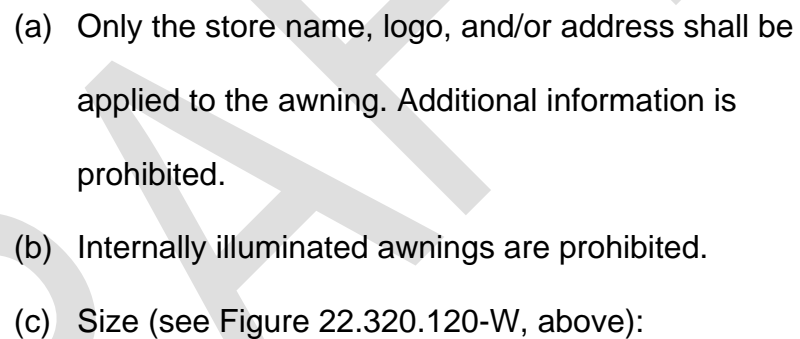 (a) Only the store name, logo, and/or address shall be
applied to the awning. Additional information is
prohibited.
(b) Internally illuminated awnings are prohibited.
(c) Size (see Figure 22.320.120-W, above):